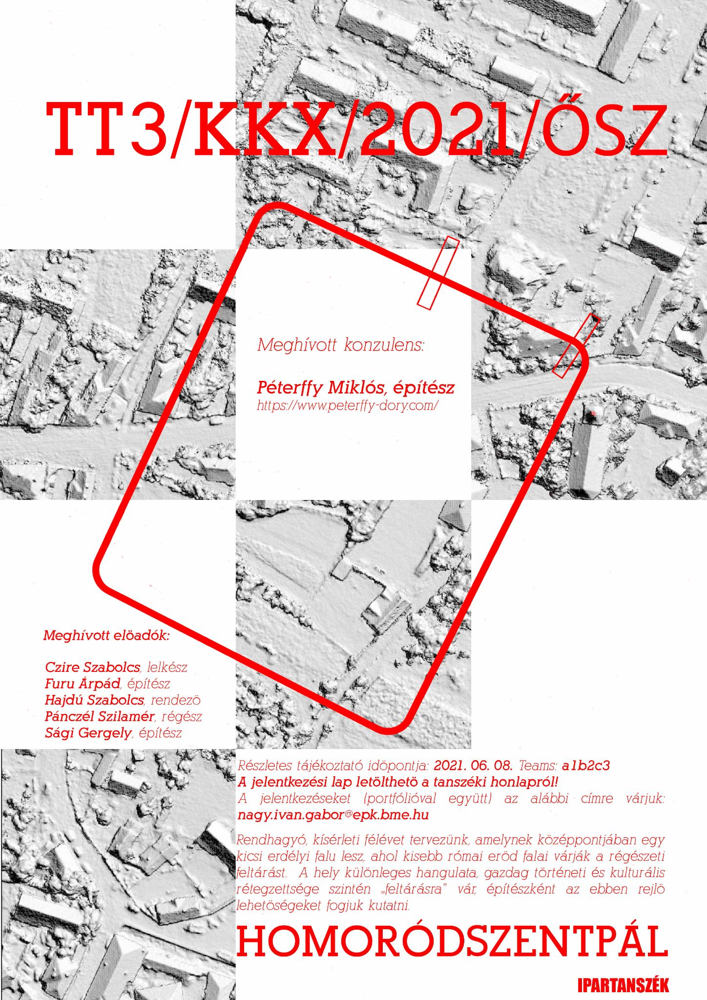 TT3/KKX/2021/ŐSZ
Meghívott konzulens:
Péterffy Miklós, építész
https://www.peterffy-dory.com/
Meghívott elöadók:
Czire Szabolcs, lelkész
Furu Árpád, építész
Hajdú Szabolcs, rendezö
Pánczél Szilamér, régész
Sági Gergely, építész
Részletes tájékoztató idöpontja: 2021. 06. 08. Teams: a1b2c3
A jelentkezési lap letölthetö a tanszéki honlapról!
A jelentkezéseket (portfólióval együtt) az alábbi címre várjuk:
nagy.ivan.gabor@epk.bme.hu
Rendhagyó, kísérleti félévet tervezünk, amelynek középpontjában egy
kicsi erdélyi falu lesz, ahol kisebb római eröd falai várják a régészeti
feltárást. A hely különleges hangulata, gazdag történeti és kulturális
rétegzettsége szintén „feltárásra" vár, építészként az ebben rejlö
lehetöségeket fogjuk kutatni.
HOMORÓDSZENTPÁL
IPARTANSZÉK